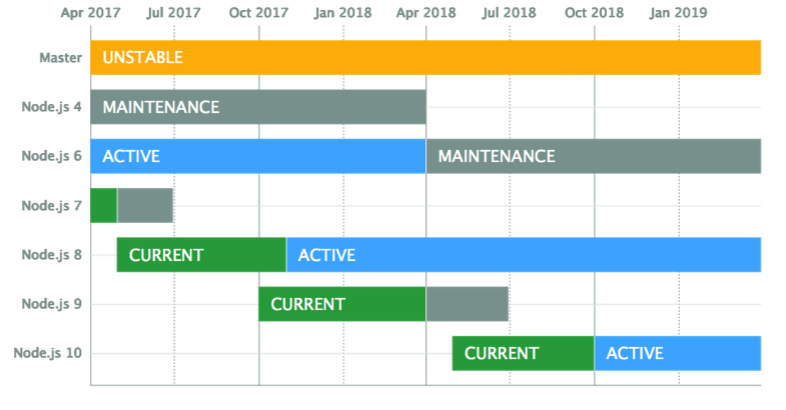 Apr 2017 Jul 2017 Oct 2017 Jan 2018 Apr 2018 Jul 2018 Oct 2018 Jan 2019
Master UNSTABLE
Node.js 4 MAINTENANCE
Node.js 6 ACTIVE MAINTENANCE
Node.js 7
Node.js 8 CURRENT ACTIVE
Node.js 9 CURRENT
Node.js 10 CURRENT ACTIVE